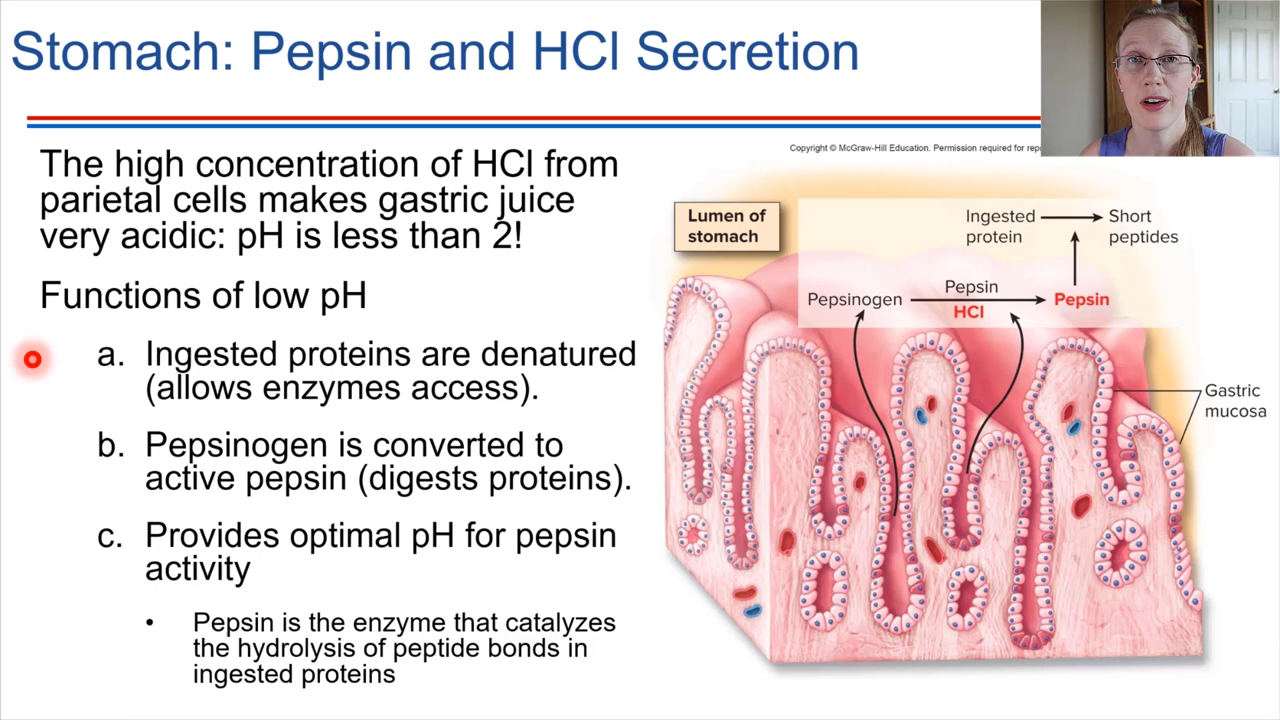 Stomach: Pepsin and HCl Secretion
The high concentration of HCl from
parietal cells makes gastric juice
very acidic: pH is less than 2!
Functions of low pH
a. Ingested proteins are denatured
(allows enzymes access).
b. Pepsinogen is converted to
active pepsin (digests proteins).
c. Provides optimal pH for pepsin
activity
• Pepsin is the enzyme that catalyzes
the hydrolysis of peptide bonds in
ingested proteins
Copyright © McGraw-Hill Education. Permission required for
Lumen of
stomach
Ingested
protein
Short
peptides
Pepsinogen
Pepsin
HCl
Pepsin
Gastric
mucosa